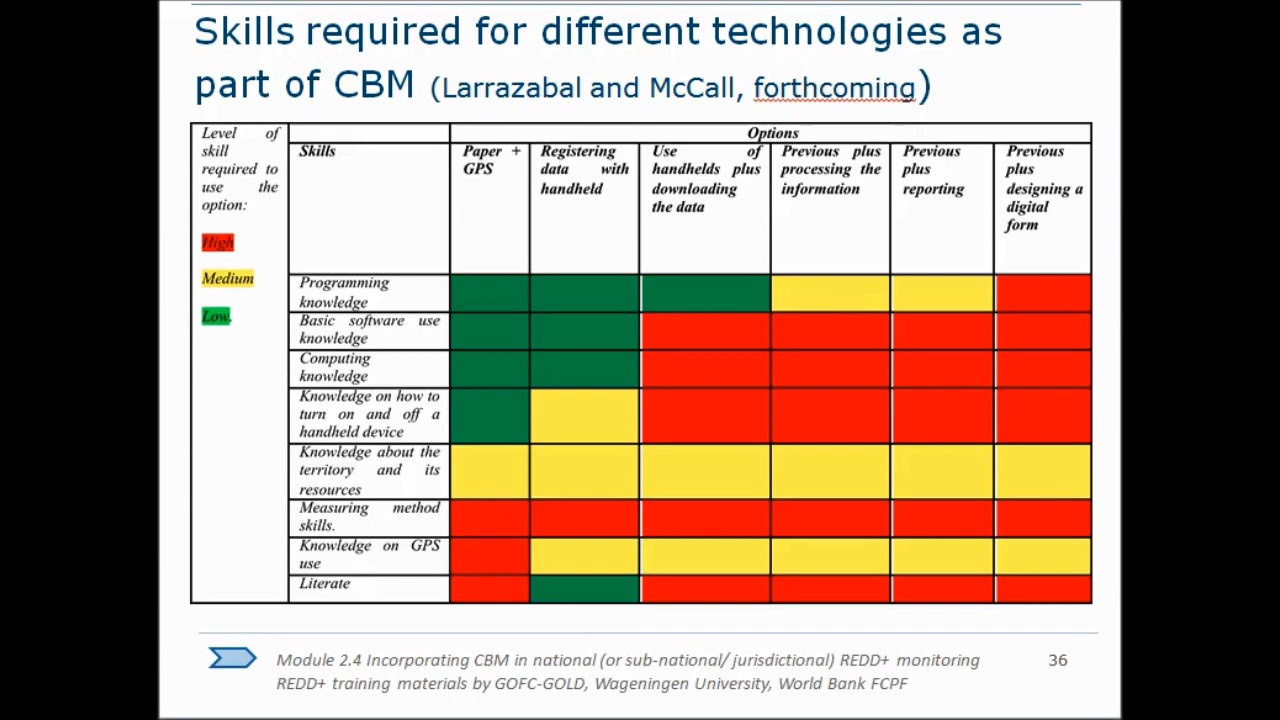 Skills required for different technologies as
part of CBM (Larrazabal and McCall, forthcoming)
Level of
skill
required to
use the
option:
High
Medium
Low.
Skills
Options
Paper +
GPS
Registering
data with
handheld
Use of
handhelds plus
downloading
the data
Previous plus
processing the
information
Previous
plus
reporting
Previous
plus
designing a
digital
form
Programming
knowledge
Basic software use
knowledge
Computing
knowledge
Knowledge on how to
turn on and off a
handheld device
Knowledge about the
territory and its
resources
Measuring method
skills.
Knowledge on GPS
use
Literate
Module 2.4 Incorporating CBM in national (or sub-national/ jurisdictional) REDD+ monitoring
REDD+ training materials by GOFC-GOLD, Wageningen University, World Bank FCPF
36